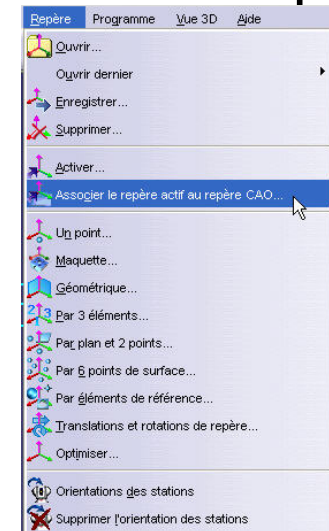 Repère Programme Vue 3D Aide
Ouvrir...
Ouvrir dernier
Enregistrer...
Supprimer...
Activer...
Associer le repère actif au repère CAO...
Un point...
Maquette...
Géométrique...
Par 3 éléments...
Par plan et 2 points...
Par 6 points de surface...
Par éléments de référence...
Translations et rotations de repère...
Optimiser...
Orientations des stations
Supprimer l'orientation des stations